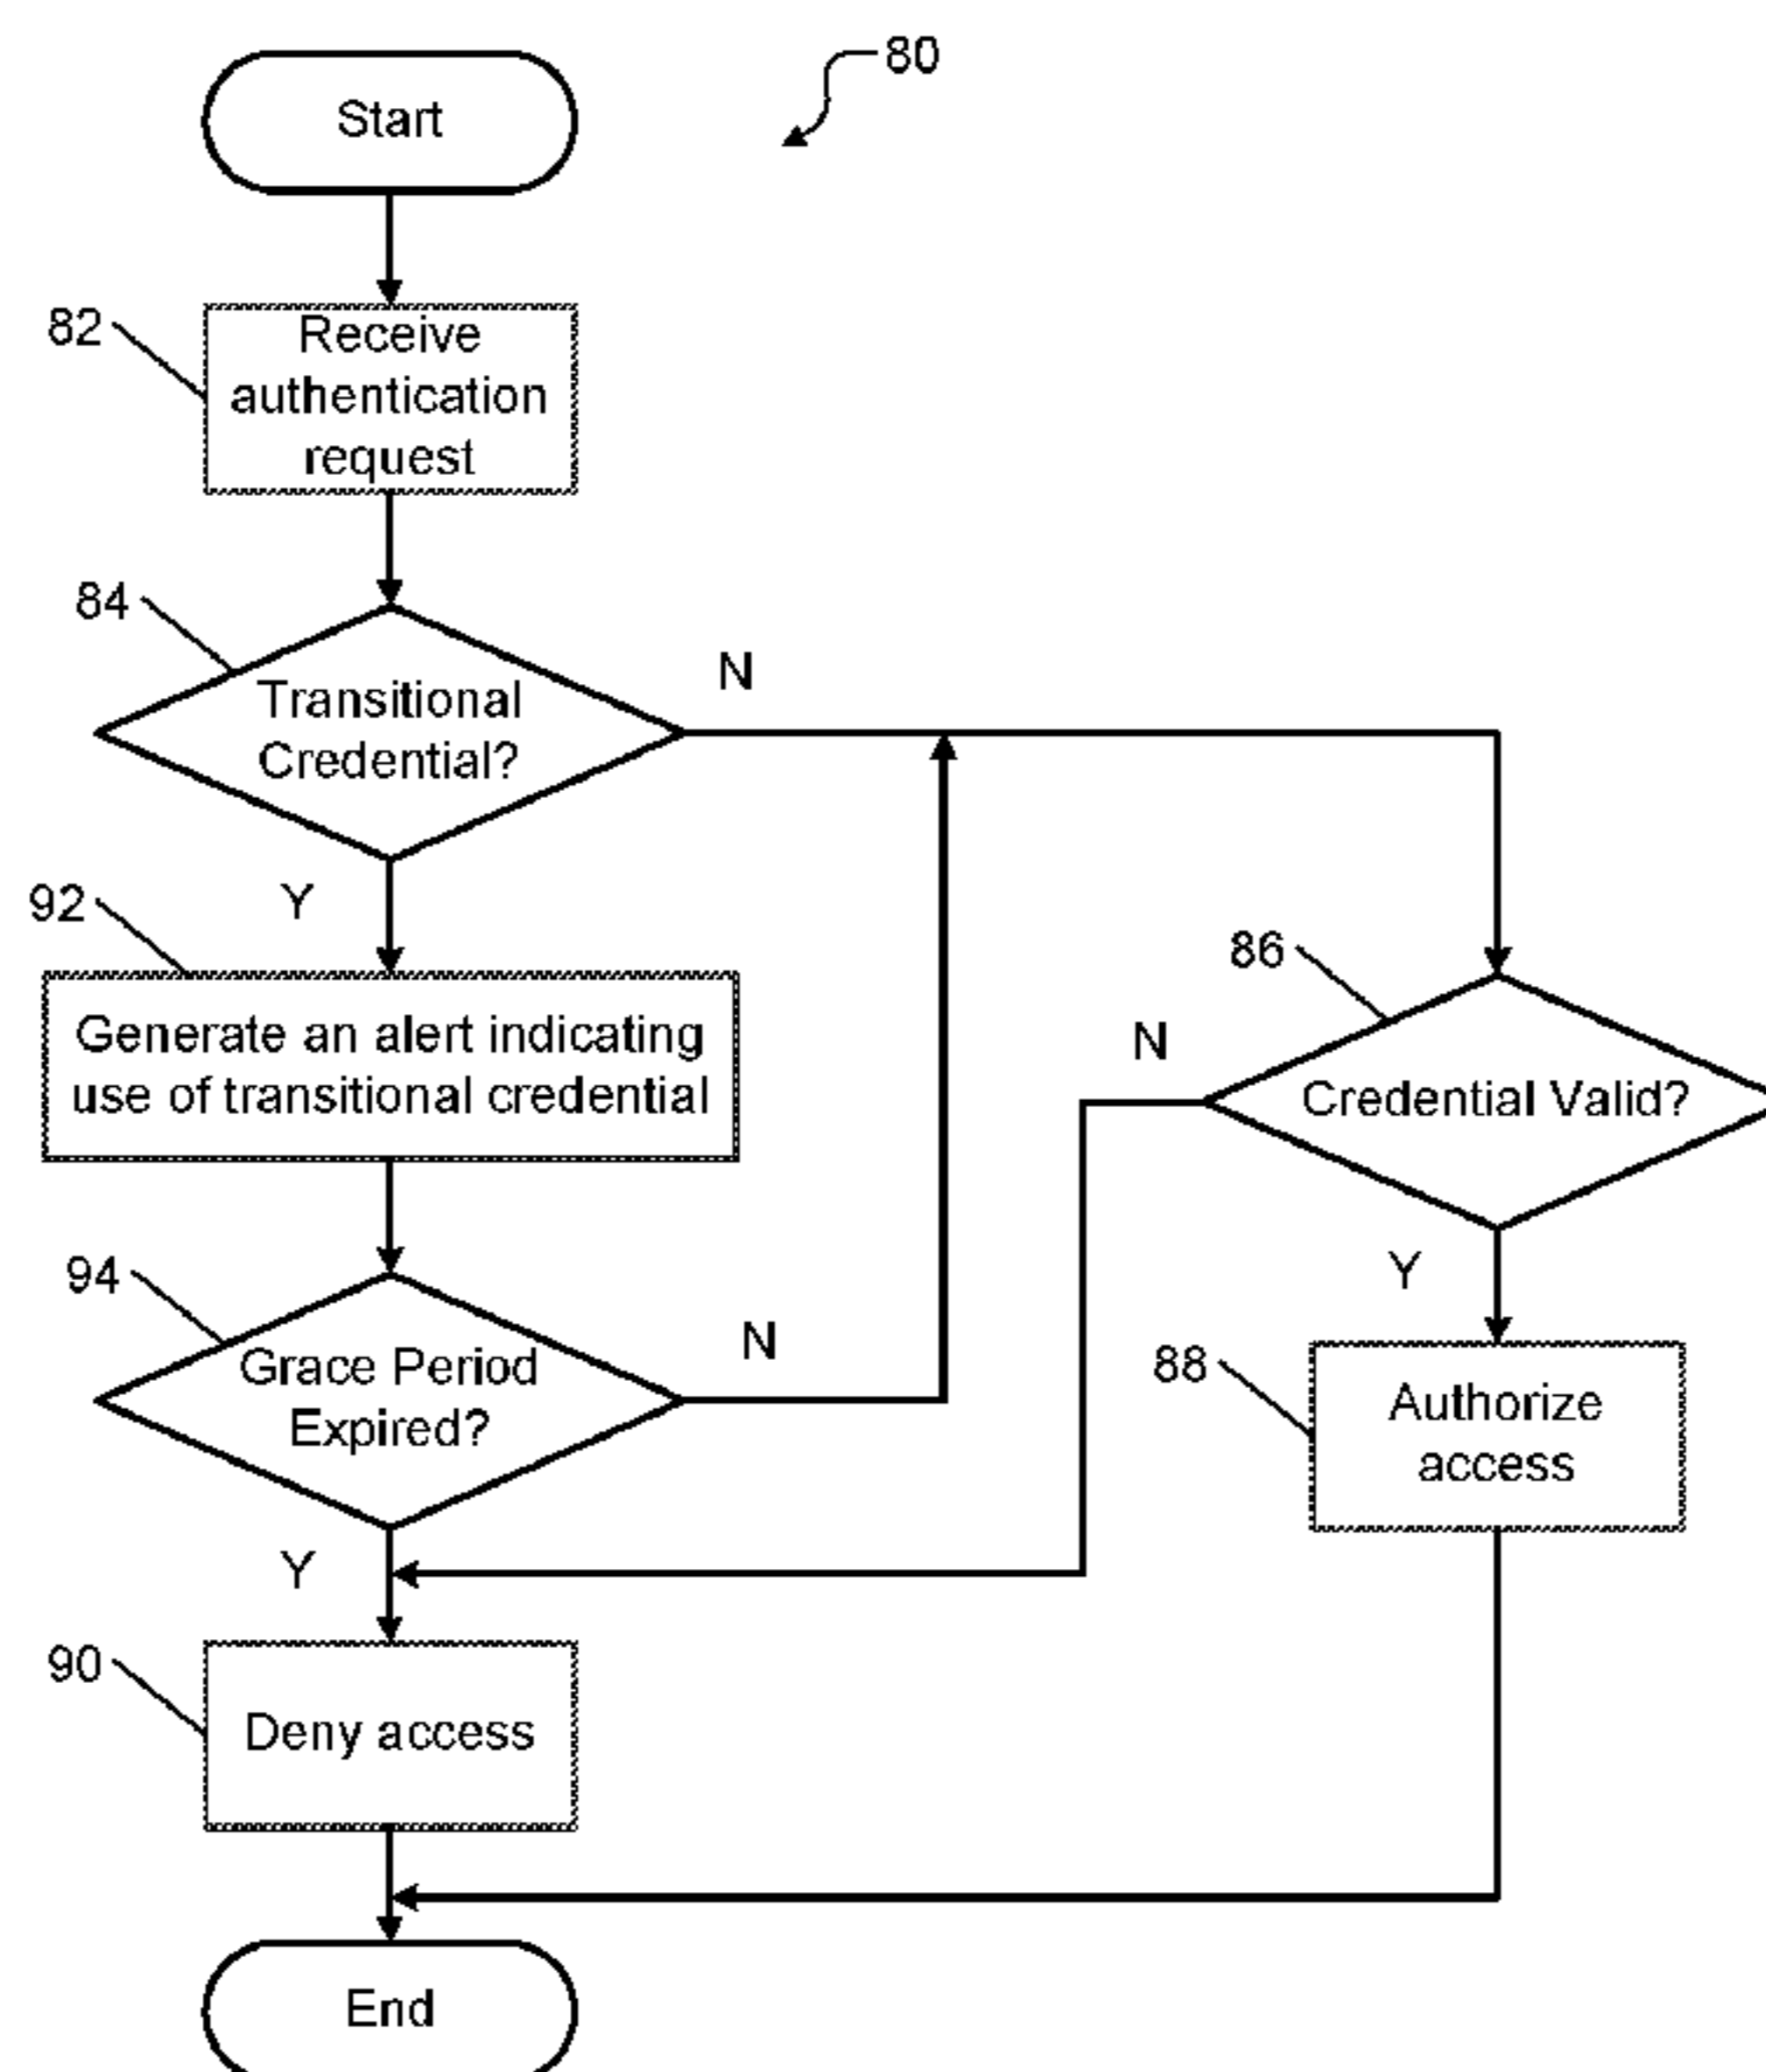 80
Start
82
Receive
authentication
request
84
Transitional
Credential?
N
Y
92
Generate an alert indicating
use of transitional credential
86
N
Credential Valid?
Y
94
Grace Period
Expired?
N
Y
88
Authorize
access
90
Deny access
End